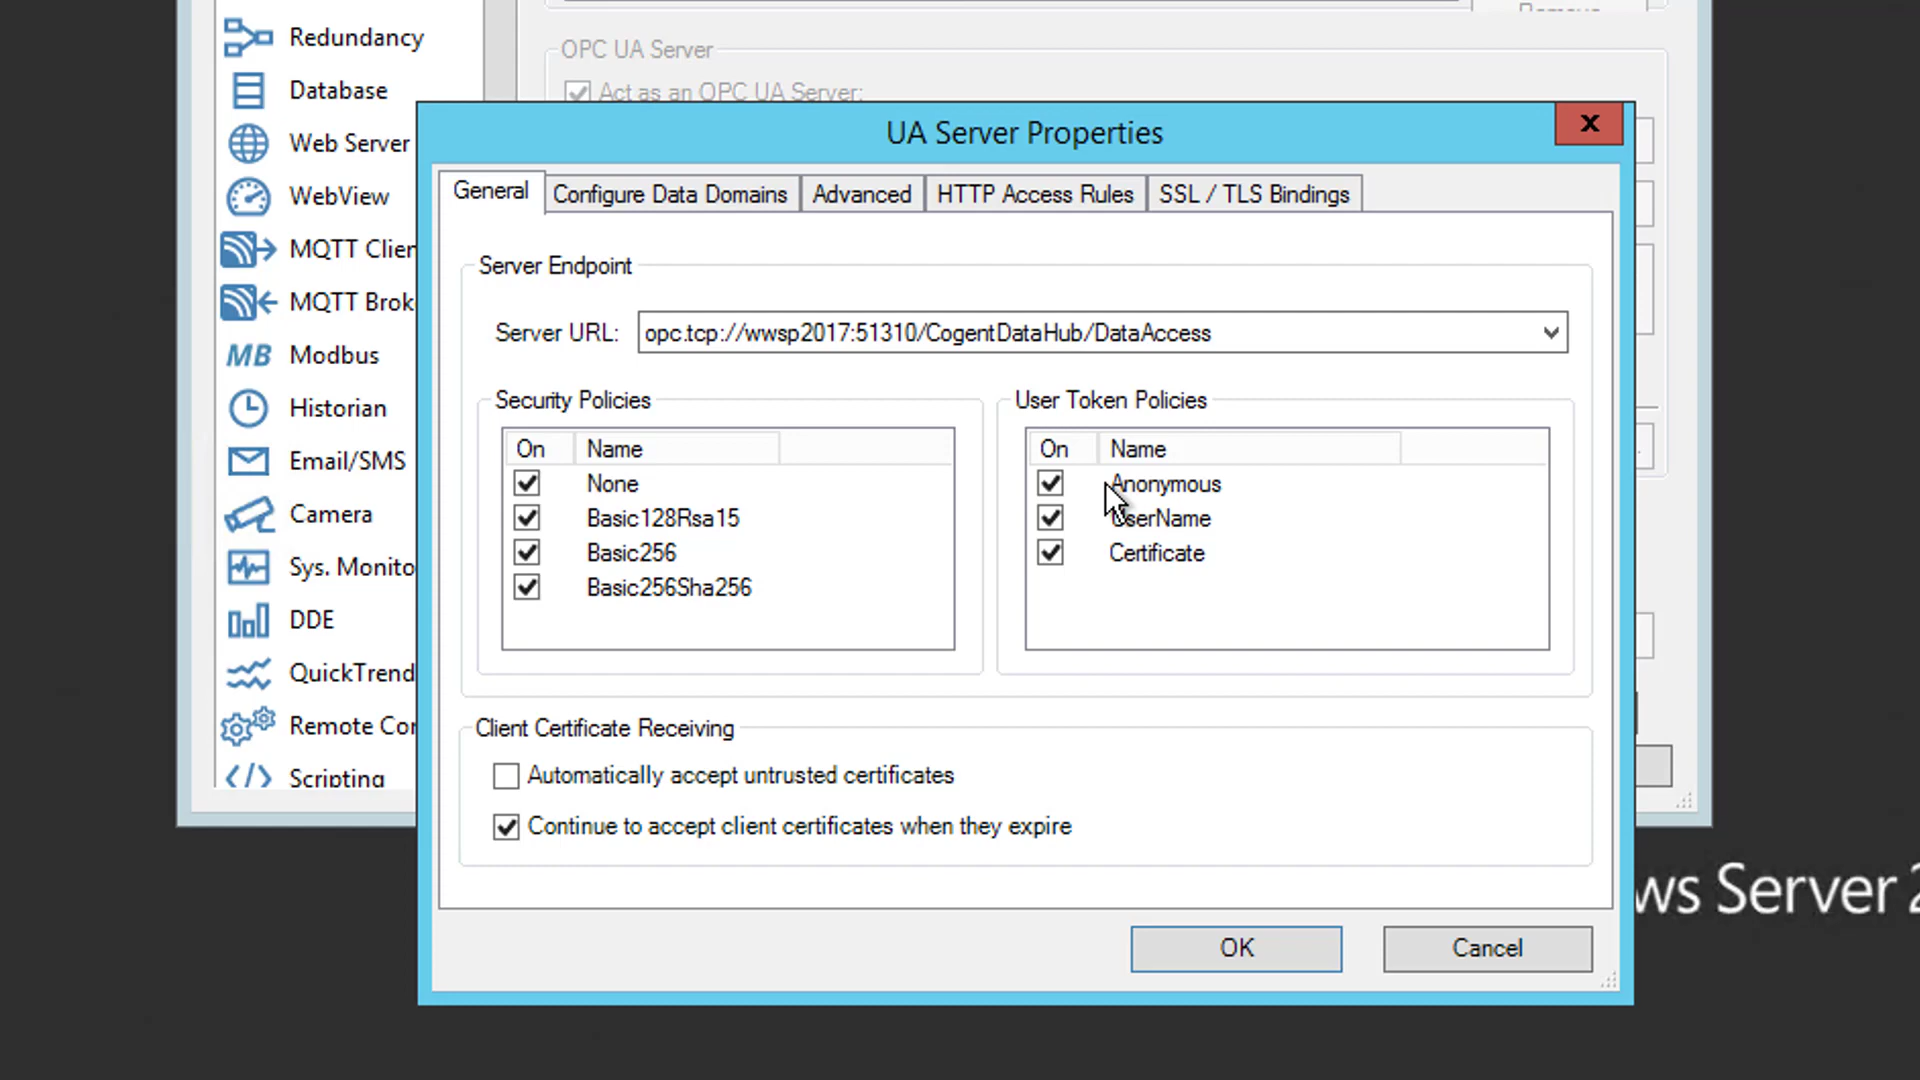 Redundancy
Database
Web Server
WebView
MQTT Clien
MQTT Brok
Modbus
Historian
Email/SMS
Camera
Sys. Monito
DDE
QuickTrend
Remote Cor
Scripting
OPC UA Server
Act as an OPC UA Server:
UA Server Properties
X
General
Configure Data Domains
Advanced
HTTP Access Rules
SSL / TLS Bindings
Server Endpoint
Server URL: opc.tcp://wwsp2017:51310/CogentDataHub/DataAccess
Security Policies
On Name
None
Basic128Rsa15
Basic256
Basic256Sha256
User Token Policies
On Name
Anonymous
UserName
Certificate
Client Certificate Receiving
Automatically accept untrusted certificates
Continue to accept client certificates when they expire
OK
Cancel
ws Server 2